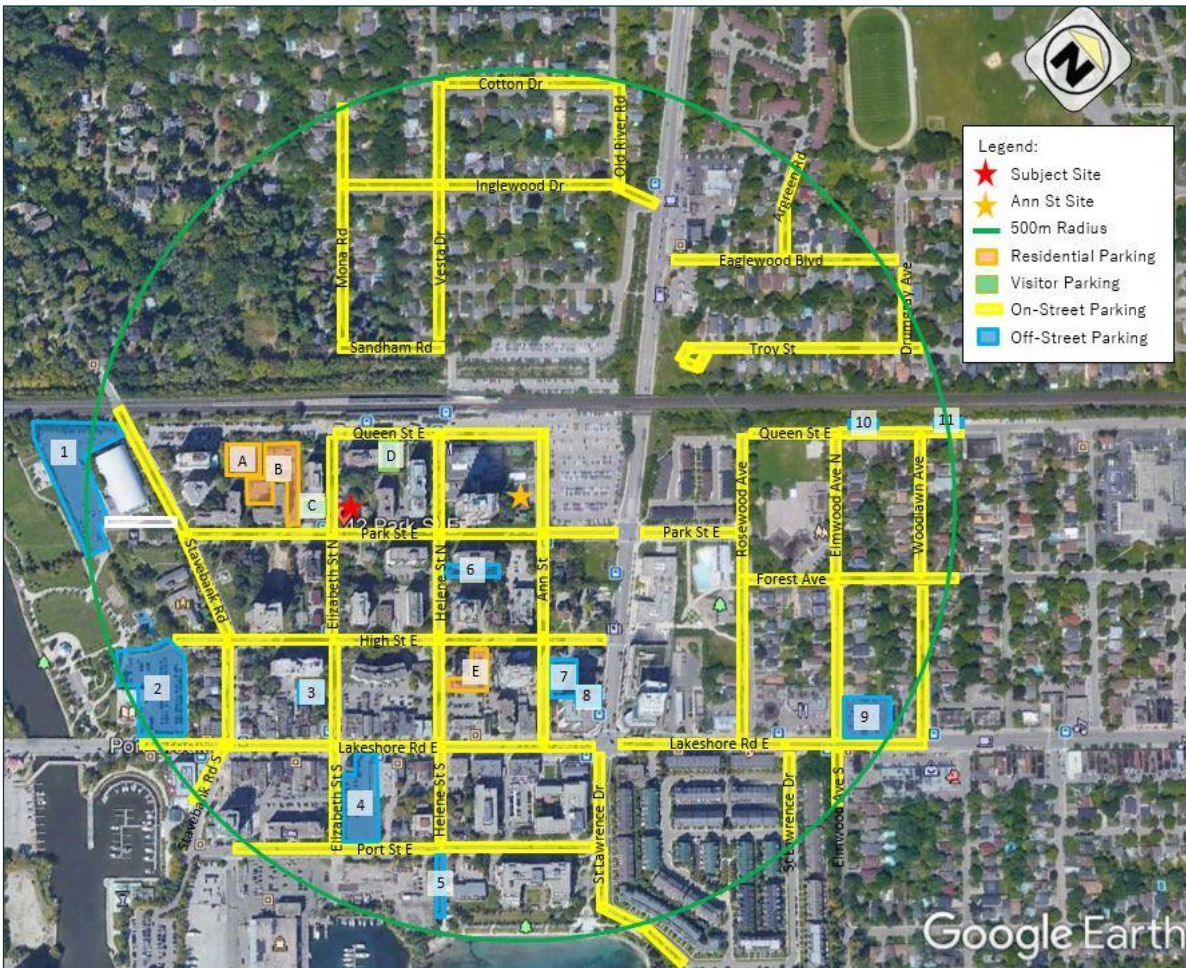 Cotton Dr
Old River Rd
Inglewood Dr
Mona Rd
Vesta Dr
Sandham Rd
Argreen Rd
Eaglewood Blvd
Drumgray Ave
Troy St
N
Legend:
Subject Site
Ann St Site
500m Radius
Residential Parking
Visitor Parking
On-Street Parking
Off-Street Parking
1
A
B
C
D
Queen St E
Queen St E
10
11
42 Park St E
Park St E
Park St E
Stavebank Rd
Elizabeth St N
Helene St N
Ann St
Rosewood Ave
Elmwood Ave N
Woodlawn Ave
6
Forest Ave
High St E
2
3
E
7
8
9
Lakeshore Rd E
Lakeshore Rd E
Stavebank Rd S
Elizabeth St S
4
Helene St S
Port St E
5
St Lawrence Dr
St Lawrence Dr
Elmwood Ave S
Google Earth